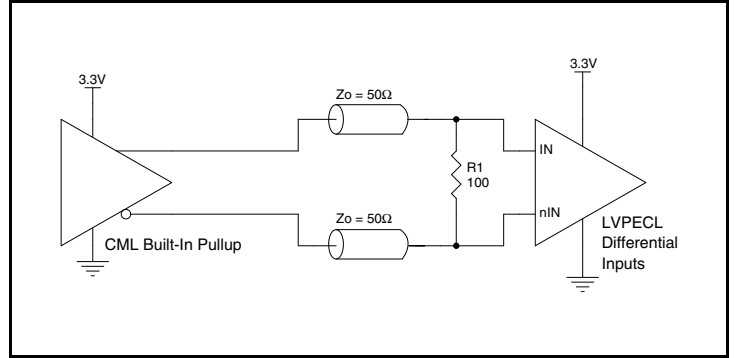 3.3V
3.3V
Zo = 50Ω
R1
100
IN
nIN
Zo = 50Ω
CML Built-In Pullup
LVPECL
Differential
Inputs